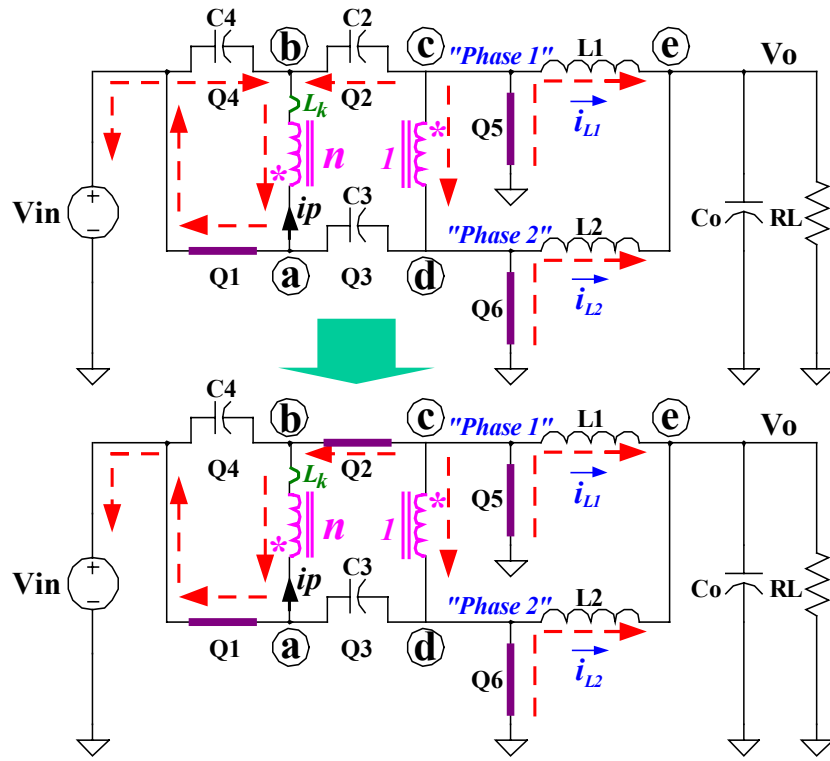 C4
C2
b
c
"Phase 1"
L1
e
Vo
Q4
Q2
Lk
*
n
1
*
Q5
iL1
Vin
+
−
ip
C3
"Phase 2"
L2
Co
RL
Q1
a
Q3
d
Q6
iL2
C4
b
c
"Phase 1"
L1
e
Vo
Q4
Q2
Lk
*
n
1
*
Q5
iL1
Vin
+
−
ip
C3
"Phase 2"
L2
Co
RL
Q1
a
Q3
d
Q6
iL2